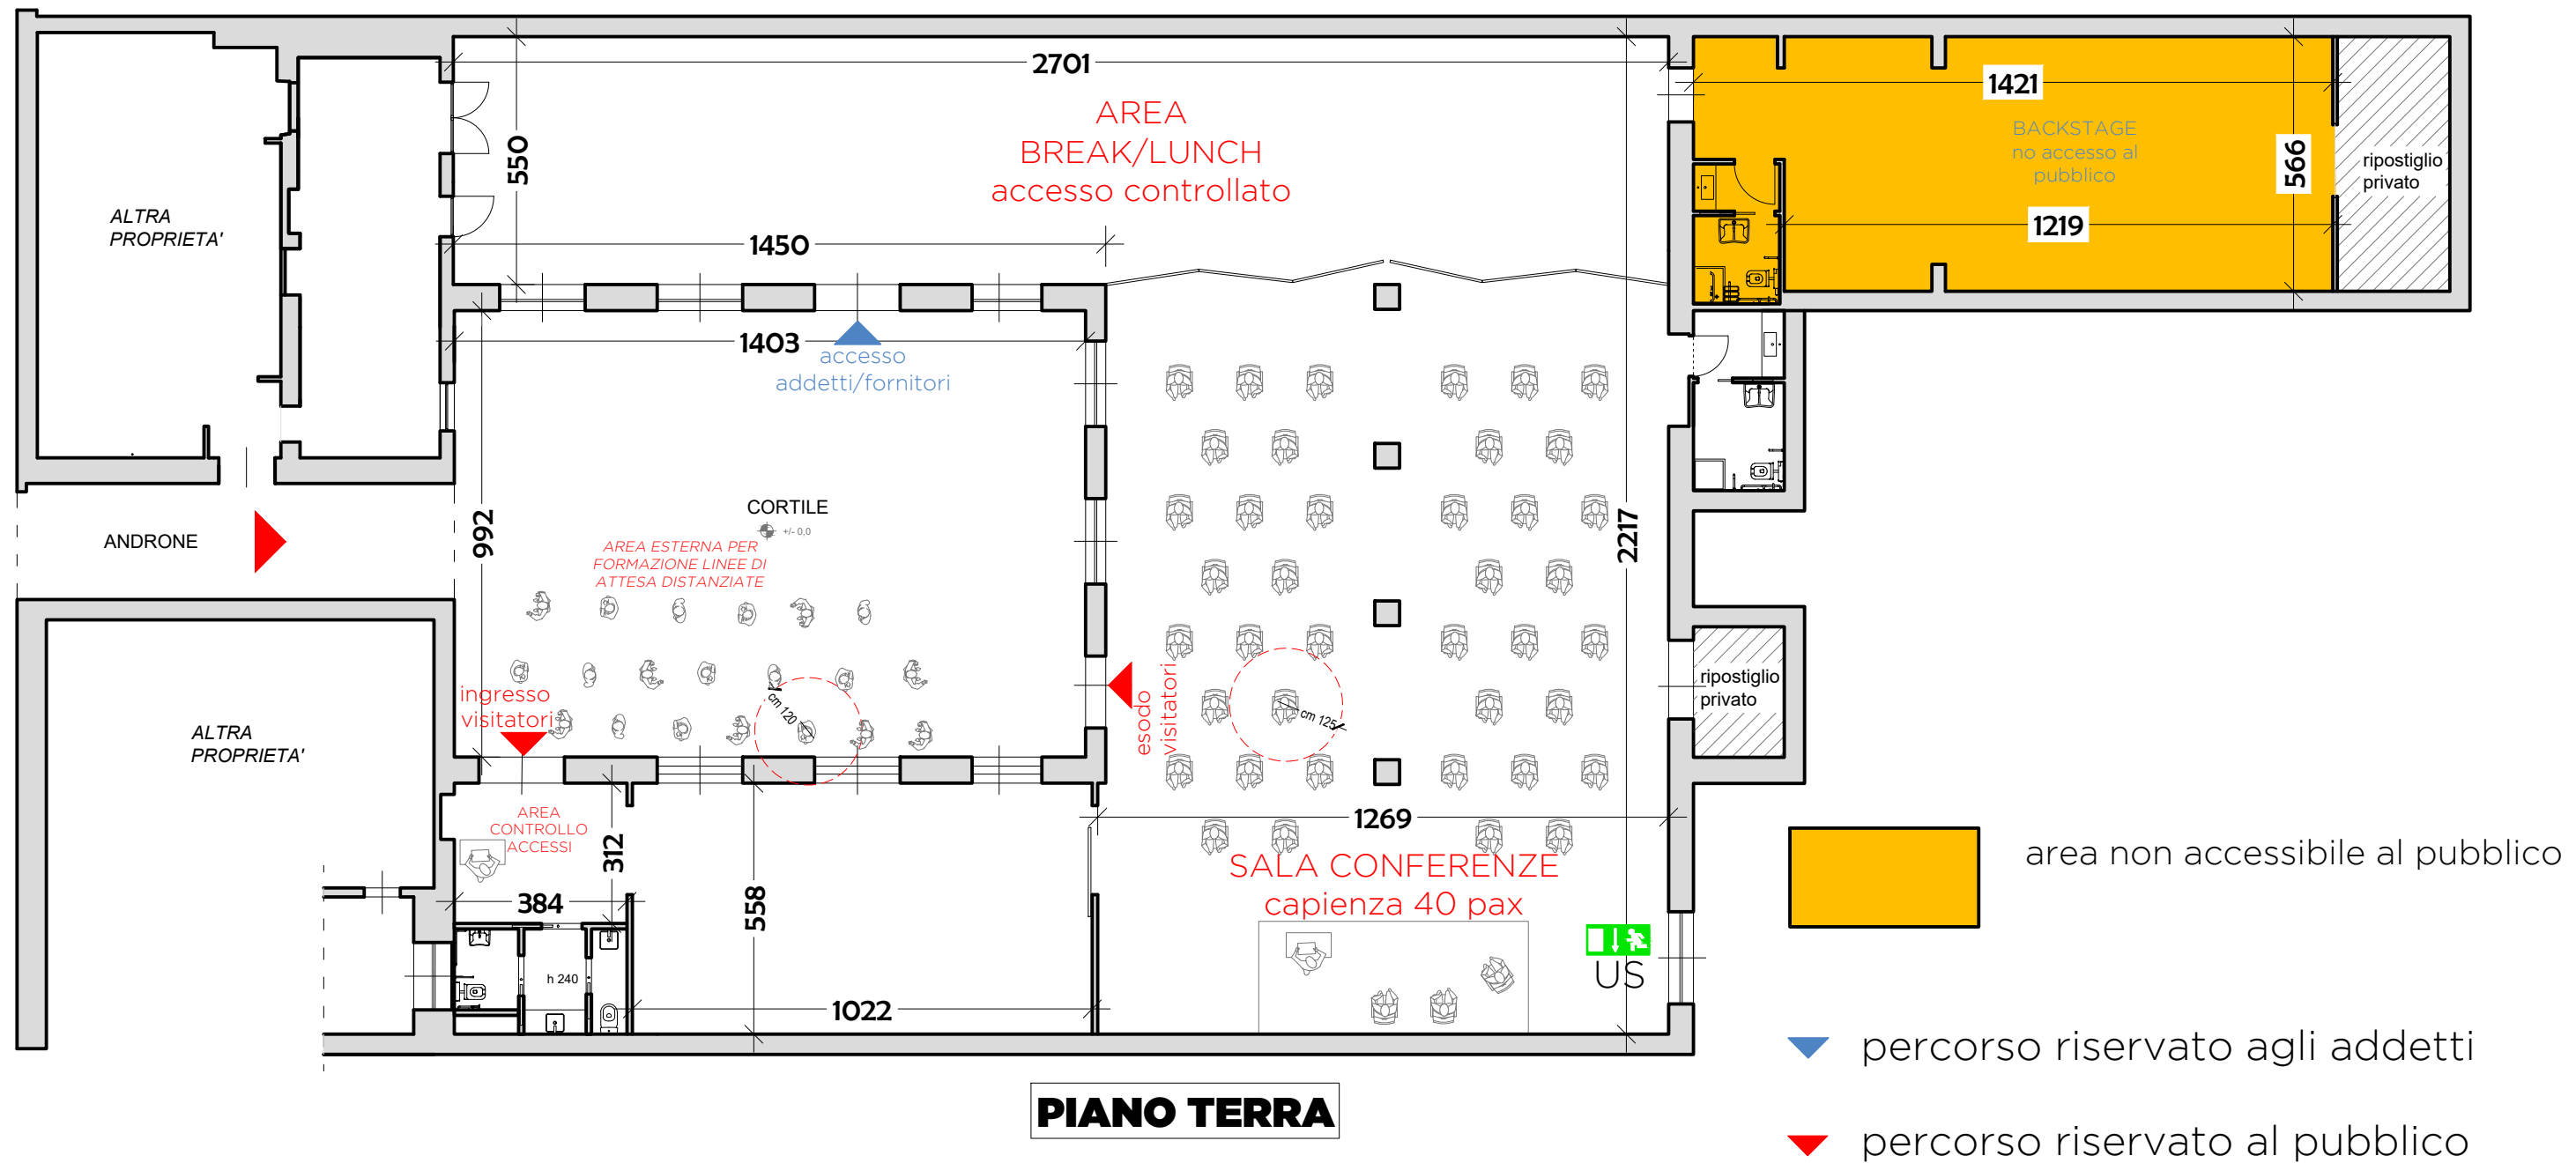 2701
1421
AREA
BREAK/LUNCH
accesso controllato
550
BACKSTAGE
no accesso al
pubblico
566
ripostiglio
privato
ALTRA
PROPRIETA'
1450
1219
1403
accesso
addetti/fornitori
CORTILE
+/- 0,0
992
2217
ANDRONE
AREA ESTERNA PER
FORMAZIONE LINEE DI
ATTESA DISTANZIATE
ingresso
visitatori
cm 120
esodo
visitatori
cm 125
ripostiglio
privato
ALTRA
PROPRIETA'
AREA
CONTROLLO
ACCESSI
312
384
558
1269
SALA CONFERENZE
capienza 40 pax
area non accessibile al pubblico
US
h 240
1022
percorso riservato agli addetti
PIANO TERRA
percorso riservato al pubblico